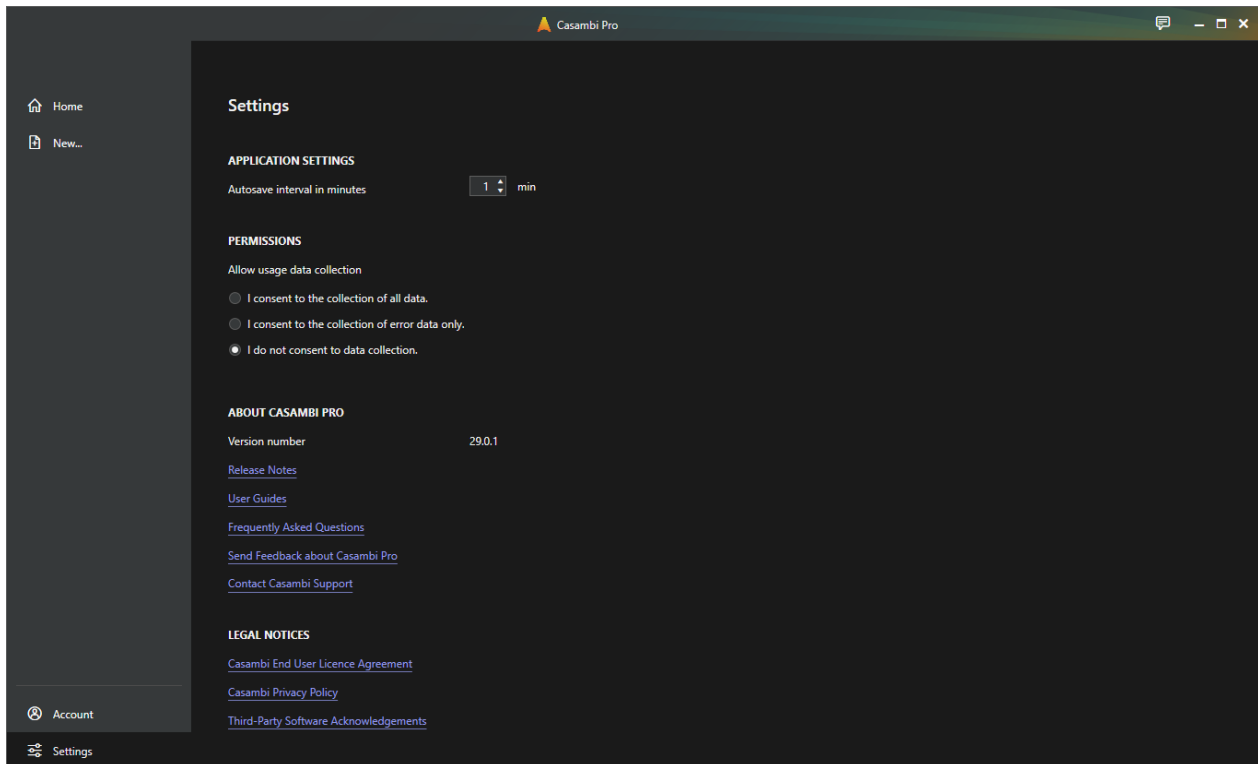 Casambi Pro
Home
New...
Settings
APPLICATION SETTINGS
Autosave interval in minutes 1 min
PERMISSIONS
Allow usage data collection
I consent to the collection of all data.
I consent to the collection of error data only.
I do not consent to data collection.
ABOUT CASAMBI PRO
Version number 29.0.1
Release Notes
User Guides
Frequently Asked Questions
Send Feedback about Casambi Pro
Contact Casambi Support
LEGAL NOTICES
Casambi End User Licence Agreement
Casambi Privacy Policy
Third-Party Software Acknowledgements
Account
Settings